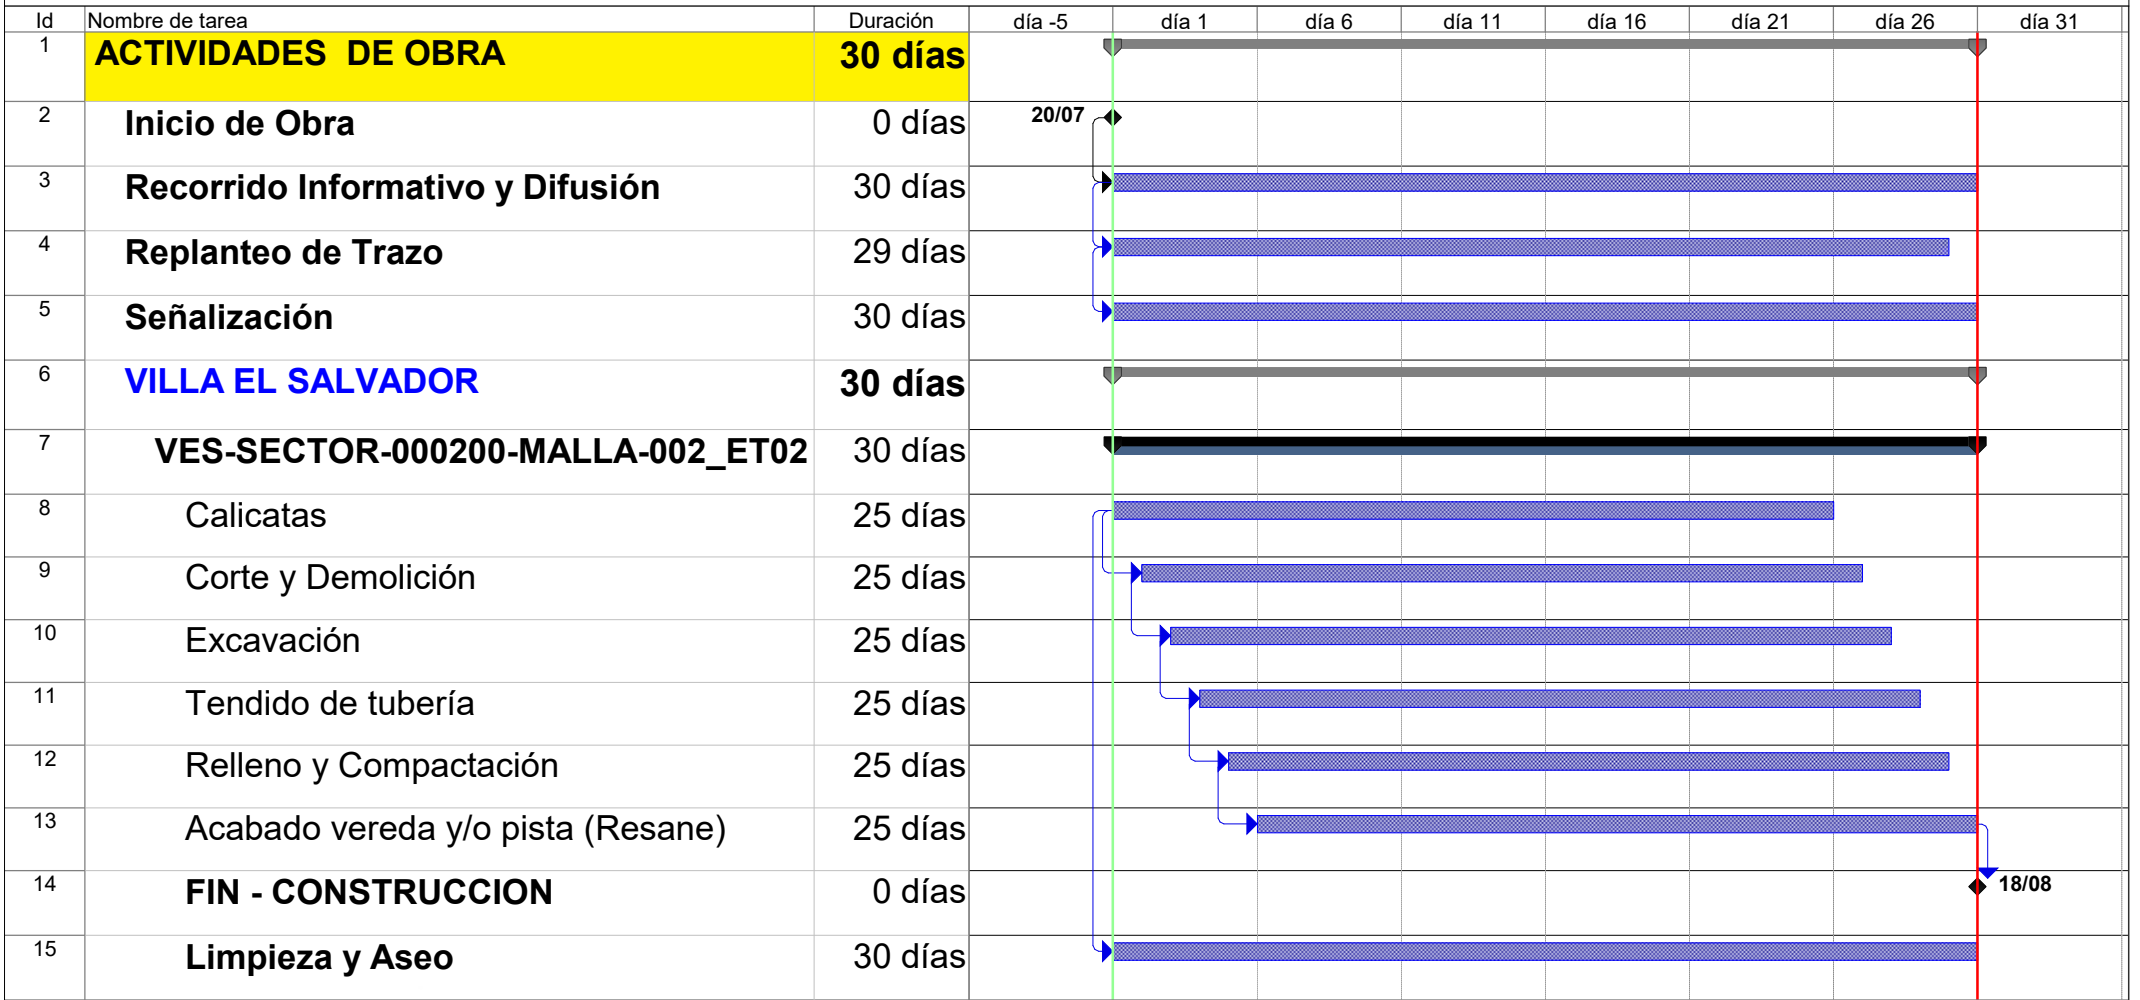 Id Nombre de tarea Duración día -5 día 1 día 6 día 11 día 16 día 21 día 26 día 31
1 ACTIVIDADES DE OBRA 30 días
2 Inicio de Obra 0 días 20/07
3 Recorrido Informativo y Difusión 30 días
4 Replanteo de Trazo 29 días
5 Señalización 30 días
6 VILLA EL SALVADOR 30 días
7 VES-SECTOR-000200-MALLA-002_ET02 30 días
8 Calicatas 25 días
9 Corte y Demolición 25 días
10 Excavación 25 días
11 Tendido de tubería 25 días
12 Relleno y Compactación 25 días
13 Acabado vereda y/o pista (Resane) 25 días
14 FIN - CONSTRUCCION 0 días 18/08
15 Limpieza y Aseo 30 días